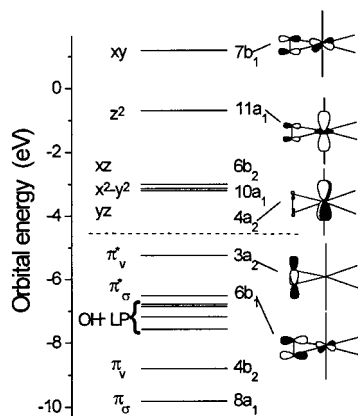 xy 7b₁
0
z² 11a₁
-2
xz 6b₂
x²-y² 10a₁
yz 4a₂
-4
Orbital energy (eV)
π*ᵥ 3a₂
-6
π*σ 6b₁
OH- LP {
-8
πᵥ 4b₂
πσ 8a₁
-10